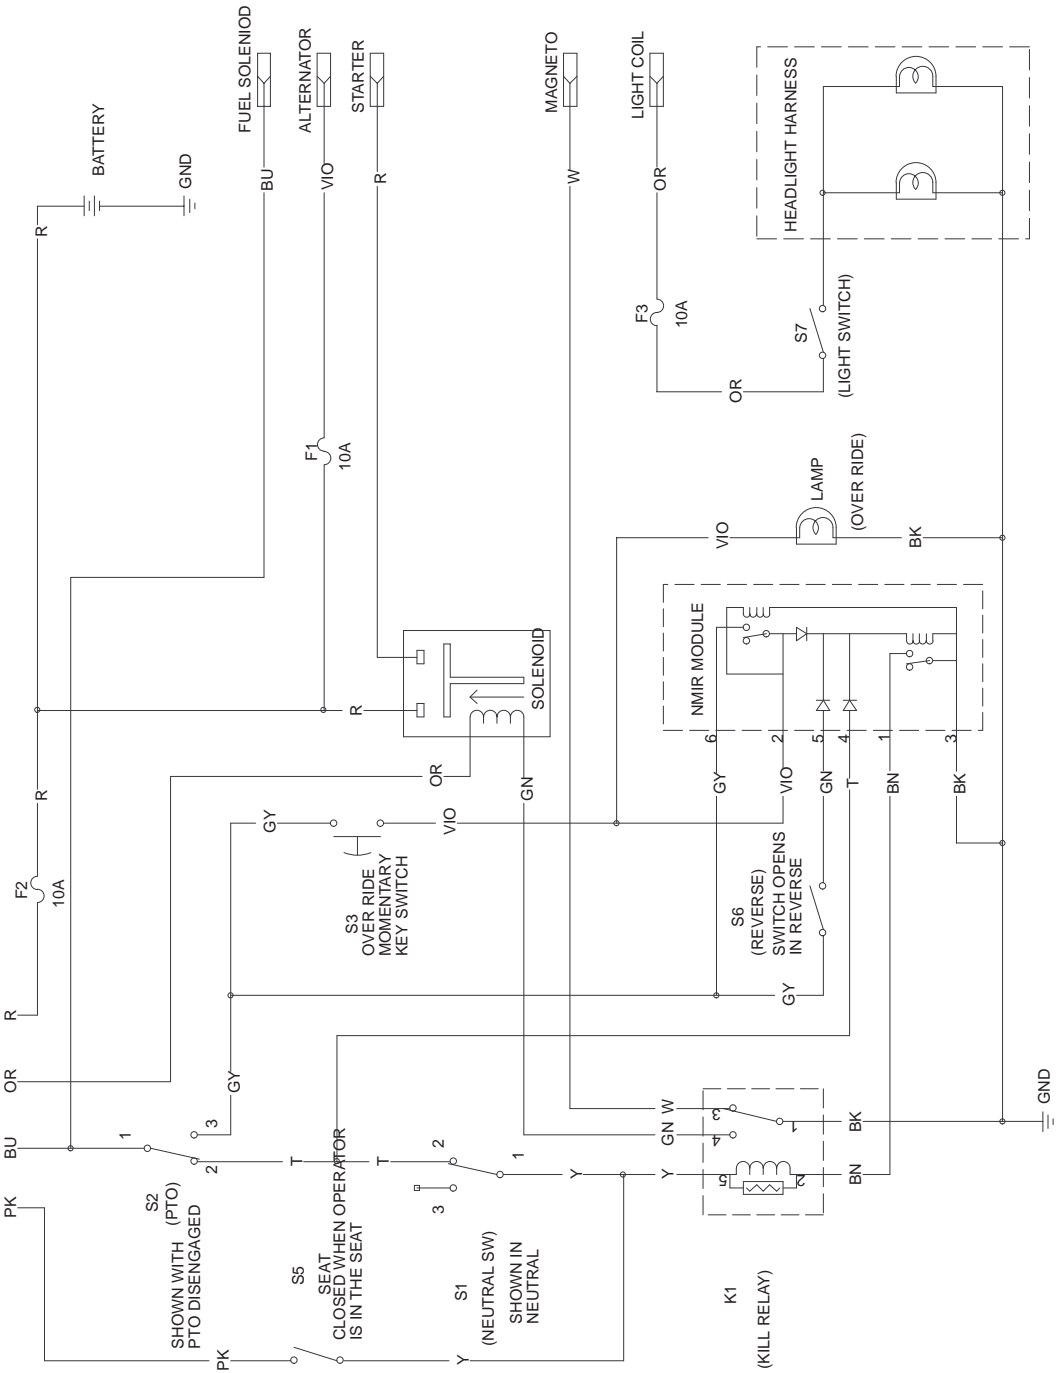 FUEL SOLENIOD
ALTERNATOR
STARTER
MAGNETO
LIGHT COIL
BATTERY
GND
R
BU
VIO
R
W
OR
HEADLIGHT HARNESS
F3
10A
S7
(LIGHT SWITCH)
OR
F1
10A
LAMP
(OVER RIDE)
VIO
BK
SOLENOID
R
OR
GN
NMIR MODULE
6
2
5
4
1
3
GY
VIO
GN
T
BN
BK
R
F2
10A
GY
VIO
S3
OVER RIDE
MOMENTARY
KEY SWITCH
S6
(REVERSE)
SWITCH OPENS
IN REVERSE
GY
R
OR
BU
PK
GY
1
3
2
S2
(PTO)
SHOWN WITH
PTO DISENGAGED
T
T
S5
SEAT
CLOSED WHEN OPERATOR
IS IN THE SEAT
2
1
3
S1
(NEUTRAL SW)
SHOWN IN
NEUTRAL
PK
Y
Y
Y
GN
W
3
4
1
5
2
BK
BN
K1
(KILL RELAY)
GND